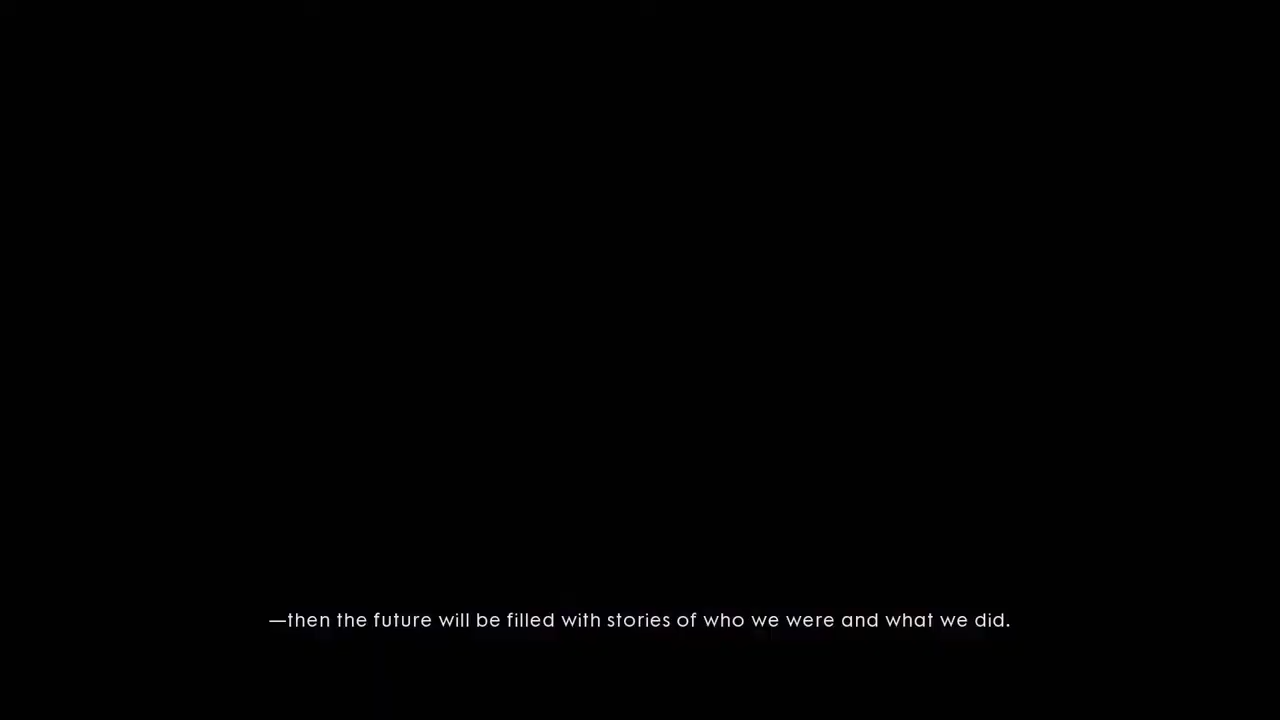 —then the future will be filled with stories of who we were and what we did.